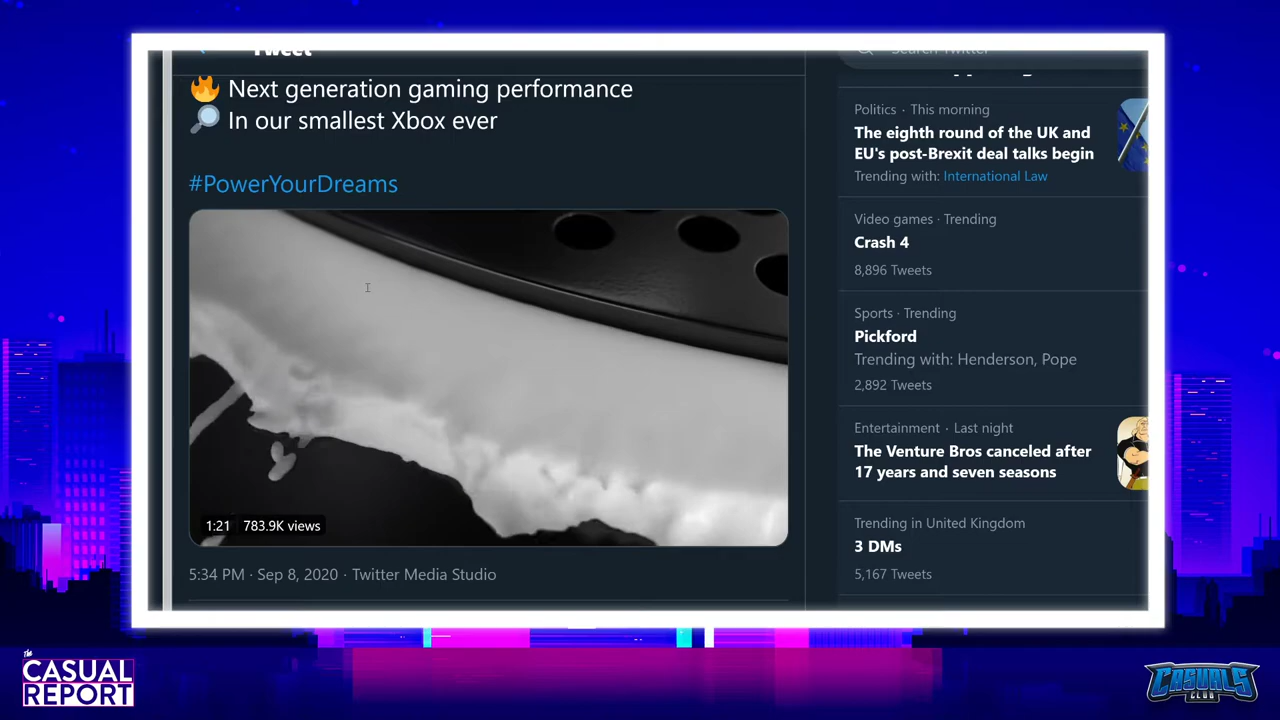 Tweet
🔥 Next generation gaming performance
🔎 In our smallest Xbox ever
#PowerYourDreams
1:21 783.9K views
5:34 PM · Sep 8, 2020 · Twitter Media Studio
Search Twitter
Politics · This morning
The eighth round of the UK and
EU's post-Brexit deal talks begin
Trending with: International Law
Video games · Trending
Crash 4
8,896 Tweets
Sports · Trending
Pickford
Trending with: Henderson, Pope
2,892 Tweets
Entertainment · Last night
The Venture Bros canceled after
17 years and seven seasons
Trending in United Kingdom
3 DMs
5,167 Tweets
The
CASUAL
REPORT
CASUALS
CLUB